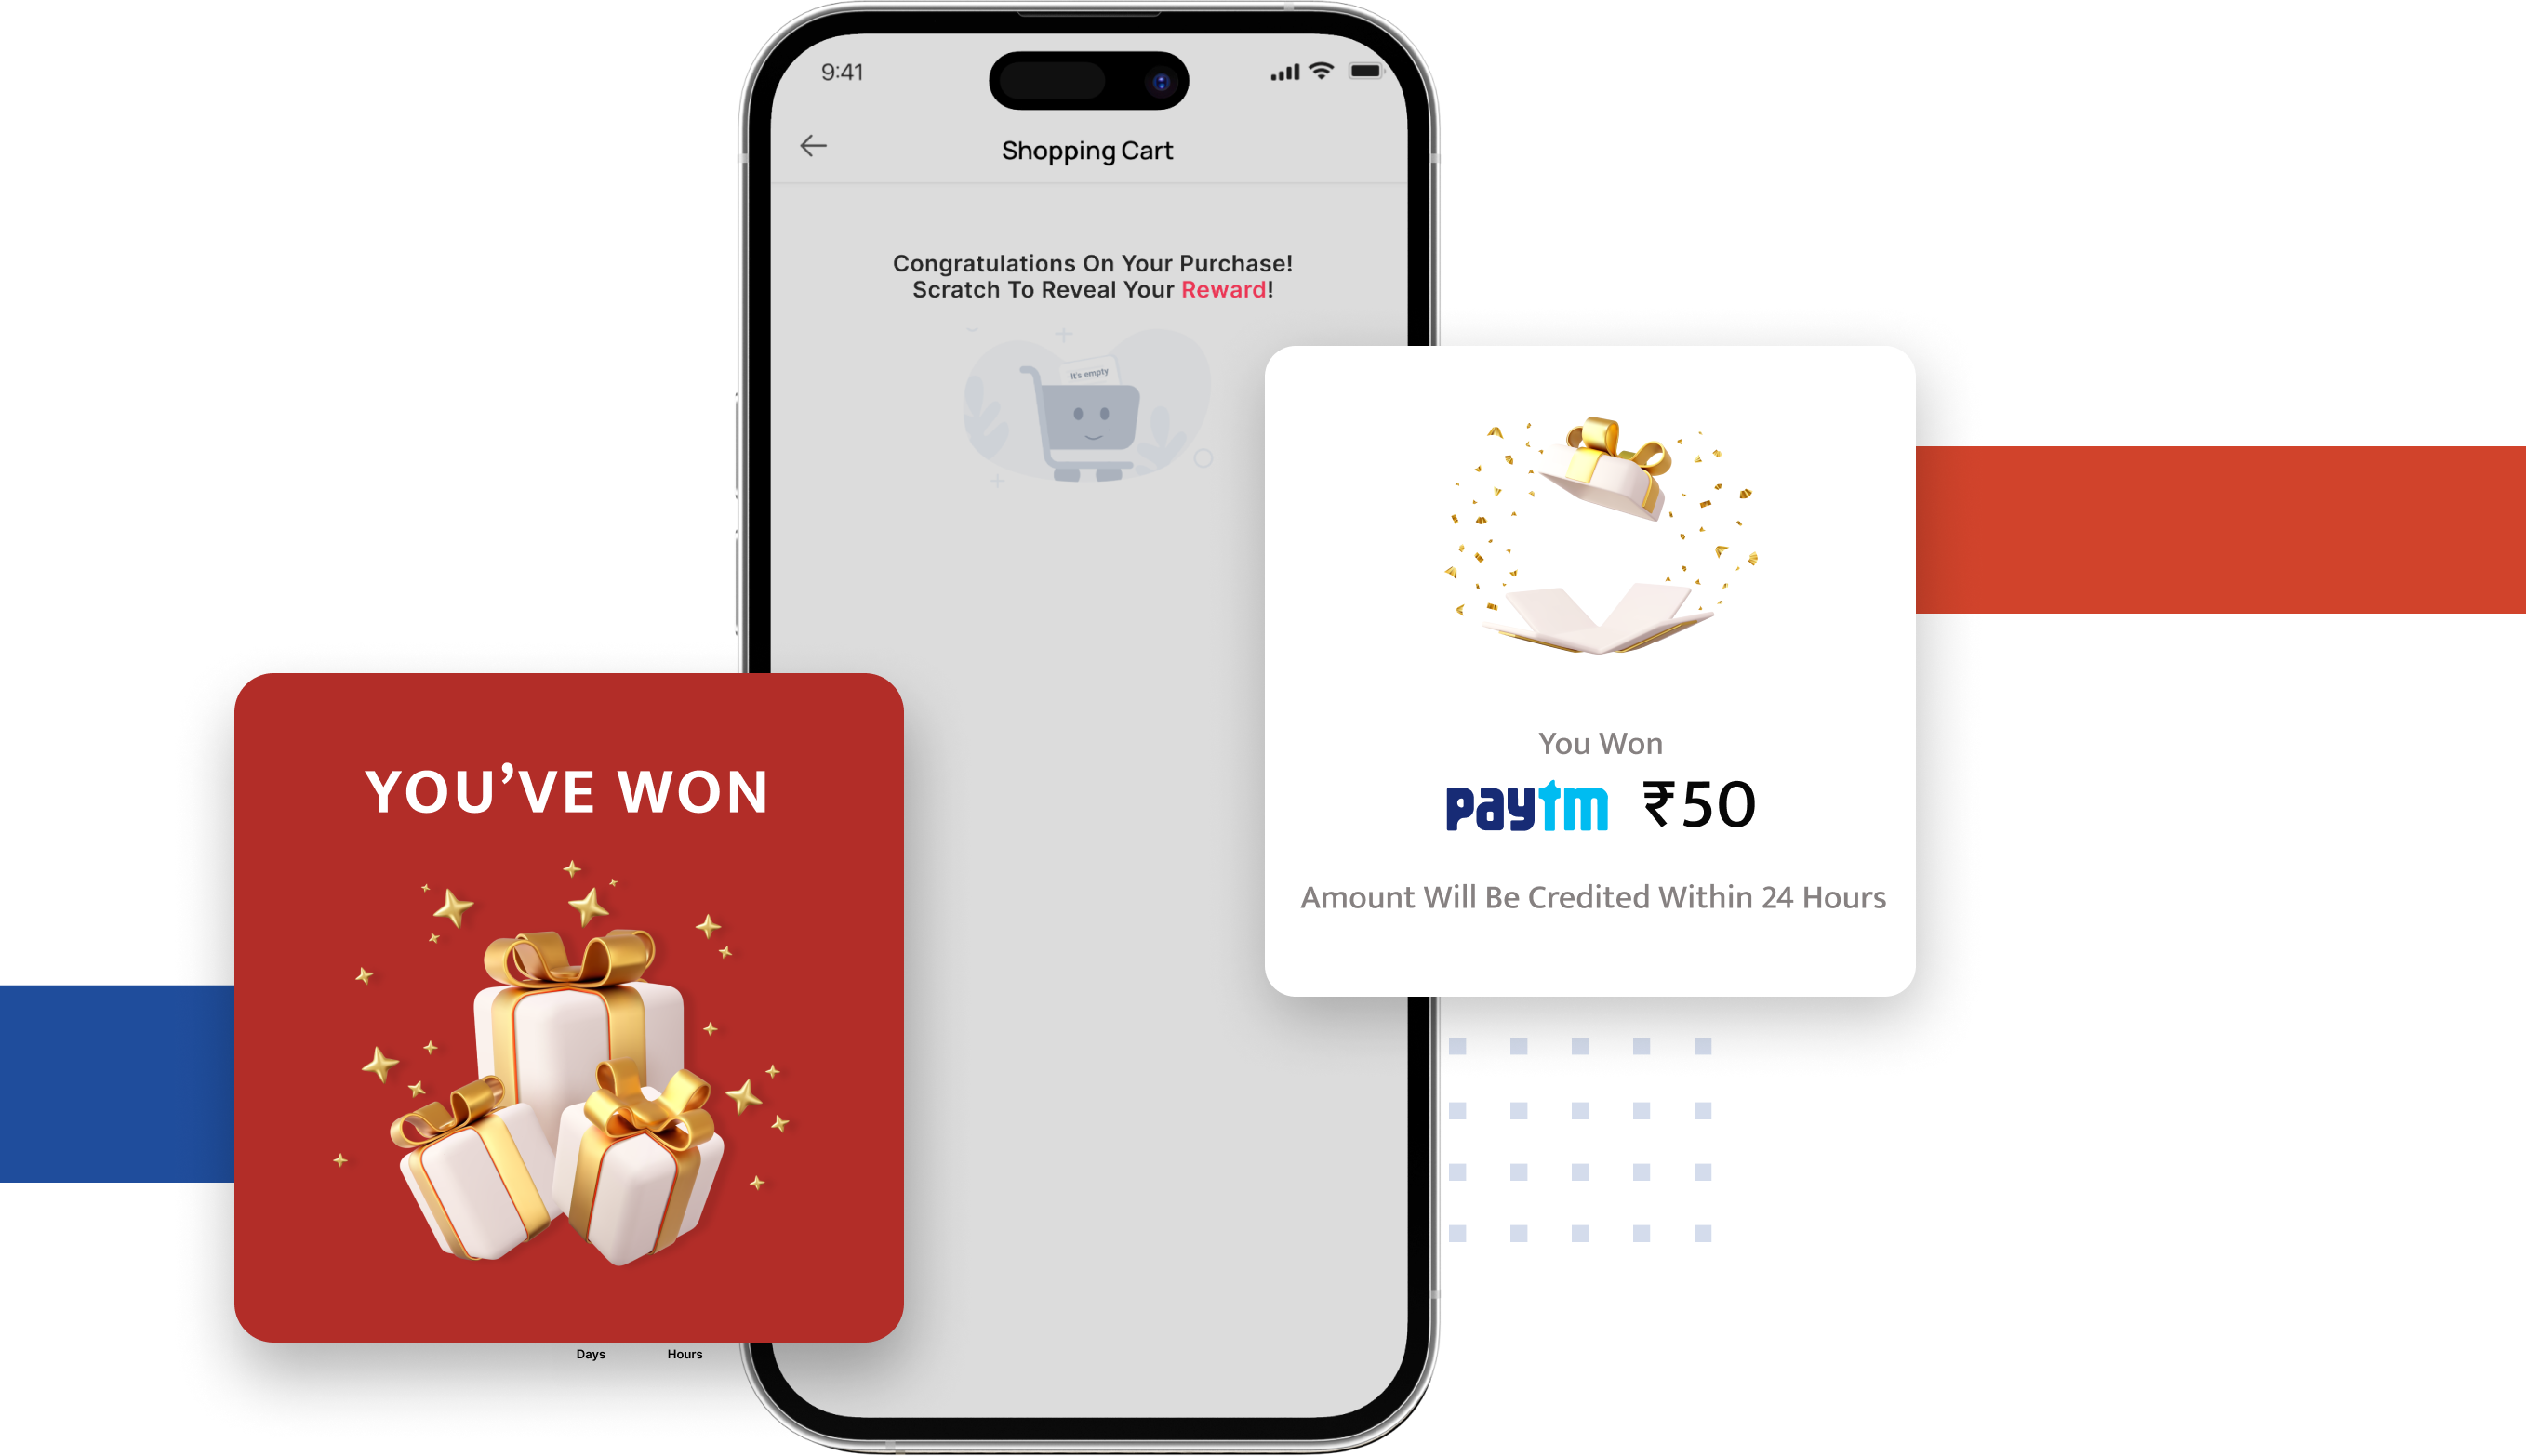 9:41
Shopping Cart
Congratulations On Your Purchase!
Scratch To Reveal Your Reward!
It's empty
You Won
paytm ₹50
Amount Will Be Credited Within 24 Hours
YOU’VE WON
Days Hours